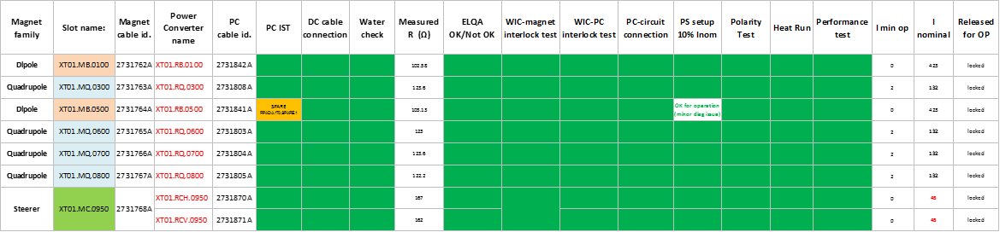 Magnet family Slot name: Magnet cable id. Power Converter name PC cable id. PC IST DC cable connection Water check Measured R (Ω) ELQA OK/Not OK WIC-magnet interlock test WIC-PC interlock test PC-circuit connection PS setup 10% Inom Polarity Test Heat Run Performance test I min op I nominal Released for OP
Dipole XT01.MB.0100 2731762A XT01.RB.0100 2731842A 102.58 0 423 locked
Quadrupole XT01.MQ.0300 2731763A XT01.RQ.0300 2731808A 123.6 2 132 locked
Dipole XT01.MB.0500 2731764A XT01.RB.0500 2731841A SPARE 103.13 OK for operation (minor diag issue) 0 423 locked
Quadrupole XT01.MQ.0600 2731765A XT01.RQ.0600 2731803A 123 2 132 locked
Quadrupole XT01.MQ.0700 2731766A XT01.RQ.0700 2731804A 123.6 2 132 locked
Quadrupole XT01.MQ.0800 2731767A XT01.RQ.0800 2731805A 122.2 2 132 locked
Steerer XT01.MC.0950 2731768A XT01.RCH.0950 2731870A 167 0 45 locked
XT01.RCV.0950 2731871A 162 0 45 locked